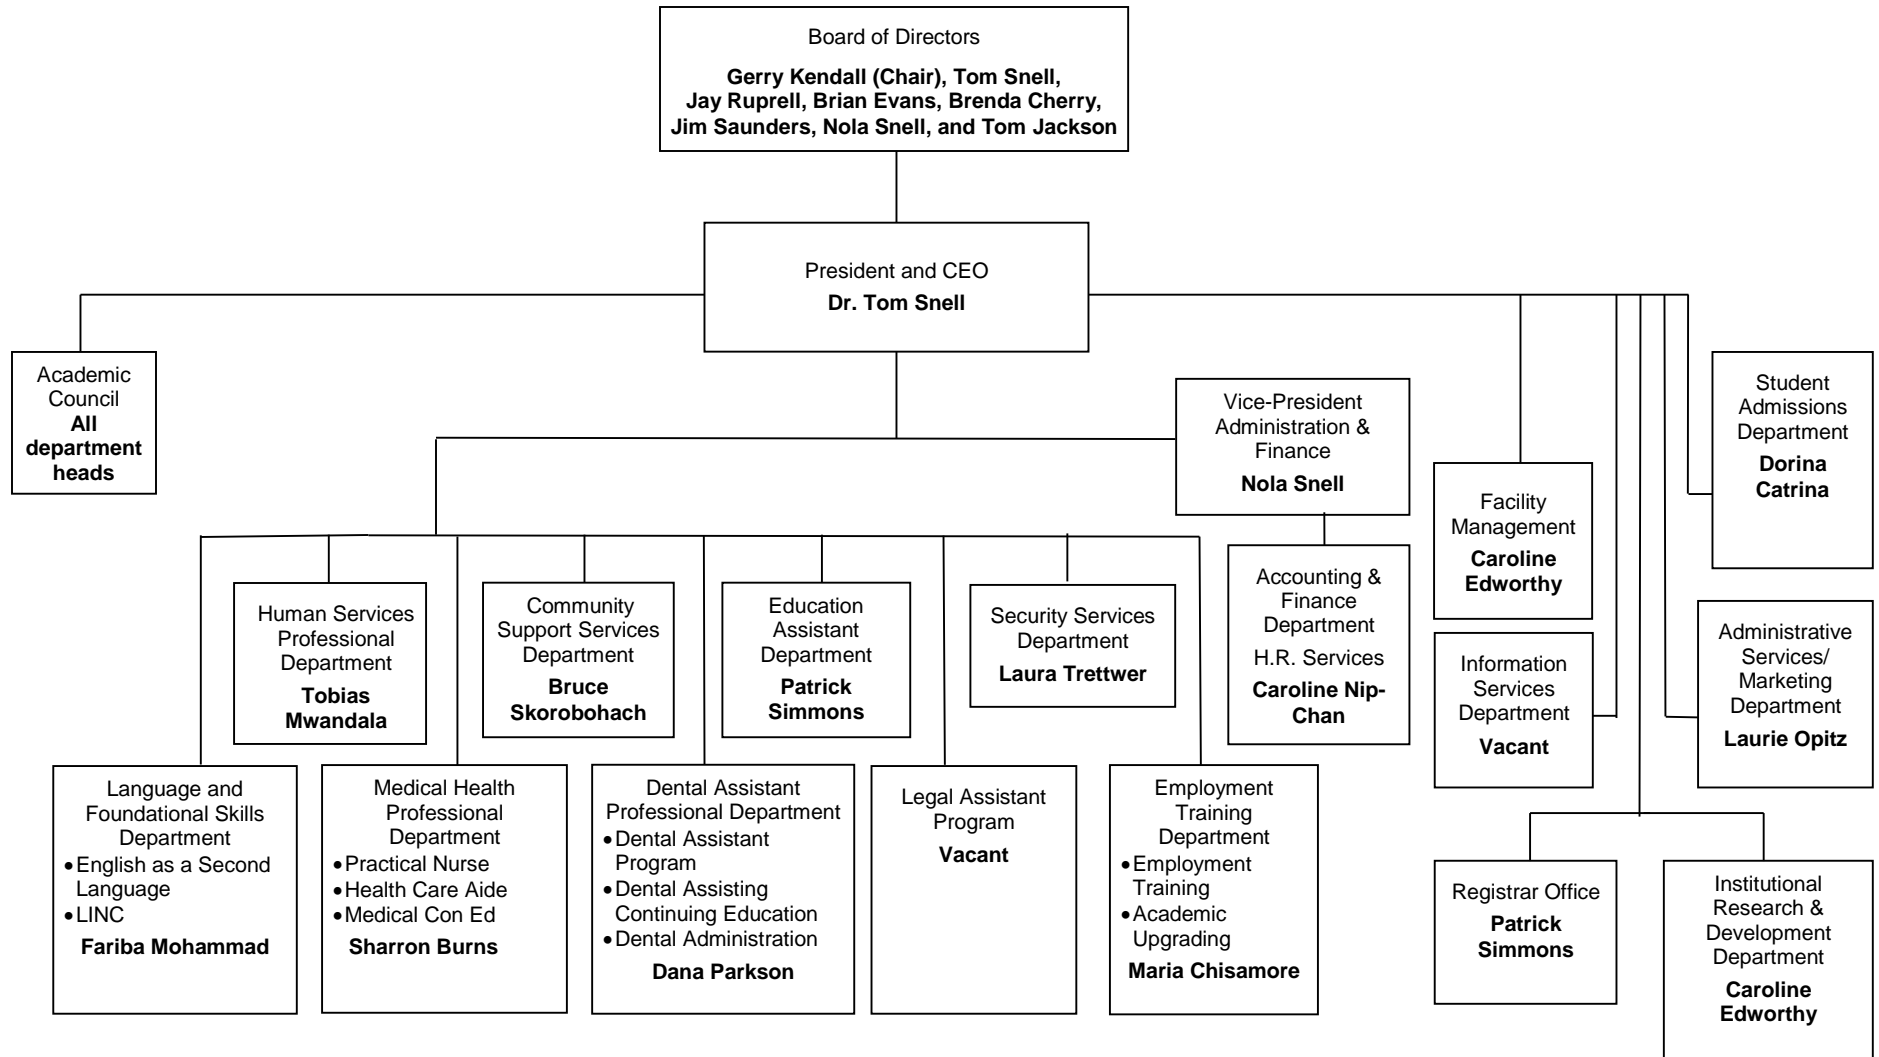 Board of Directors
Gerry Kendall (Chair), Tom Snell,
Jay Ruprell, Brian Evans, Brenda Cherry,
Jim Saunders, Nola Snell, and Tom Jackson
President and CEO
Dr. Tom Snell
Academic
Council
All
department
heads
Vice-President
Administration &
Finance
Nola Snell
Student
Admissions
Department
Dorina
Catrina
Facility
Management
Caroline
Edworthy
Human Services
Professional
Department
Tobias
Mwandala
Community
Support Services
Department
Bruce
Skorobohach
Education
Assistant
Department
Patrick
Simmons
Security Services
Department
Laura Trettwer
Accounting &
Finance
Department
H.R. Services
Caroline Nip-
Chan
Information
Services
Department
Vacant
Administrative
Services/
Marketing
Department
Laurie Opitz
Language and
Foundational Skills
Department
•English as a Second
Language
•LINC
Fariba Mohammad
Medical Health
Professional
Department
•Practical Nurse
•Health Care Aide
•Medical Con Ed
Sharron Burns
Dental Assistant
Professional Department
•Dental Assistant
Program
•Dental Assisting
Continuing Education
•Dental Administration
Dana Parkson
Legal Assistant
Program
Vacant
Employment
Training
Department
•Employment
Training
•Academic
Upgrading
Maria Chisamore
Registrar Office
Patrick
Simmons
Institutional
Research &
Development
Department
Caroline
Edworthy